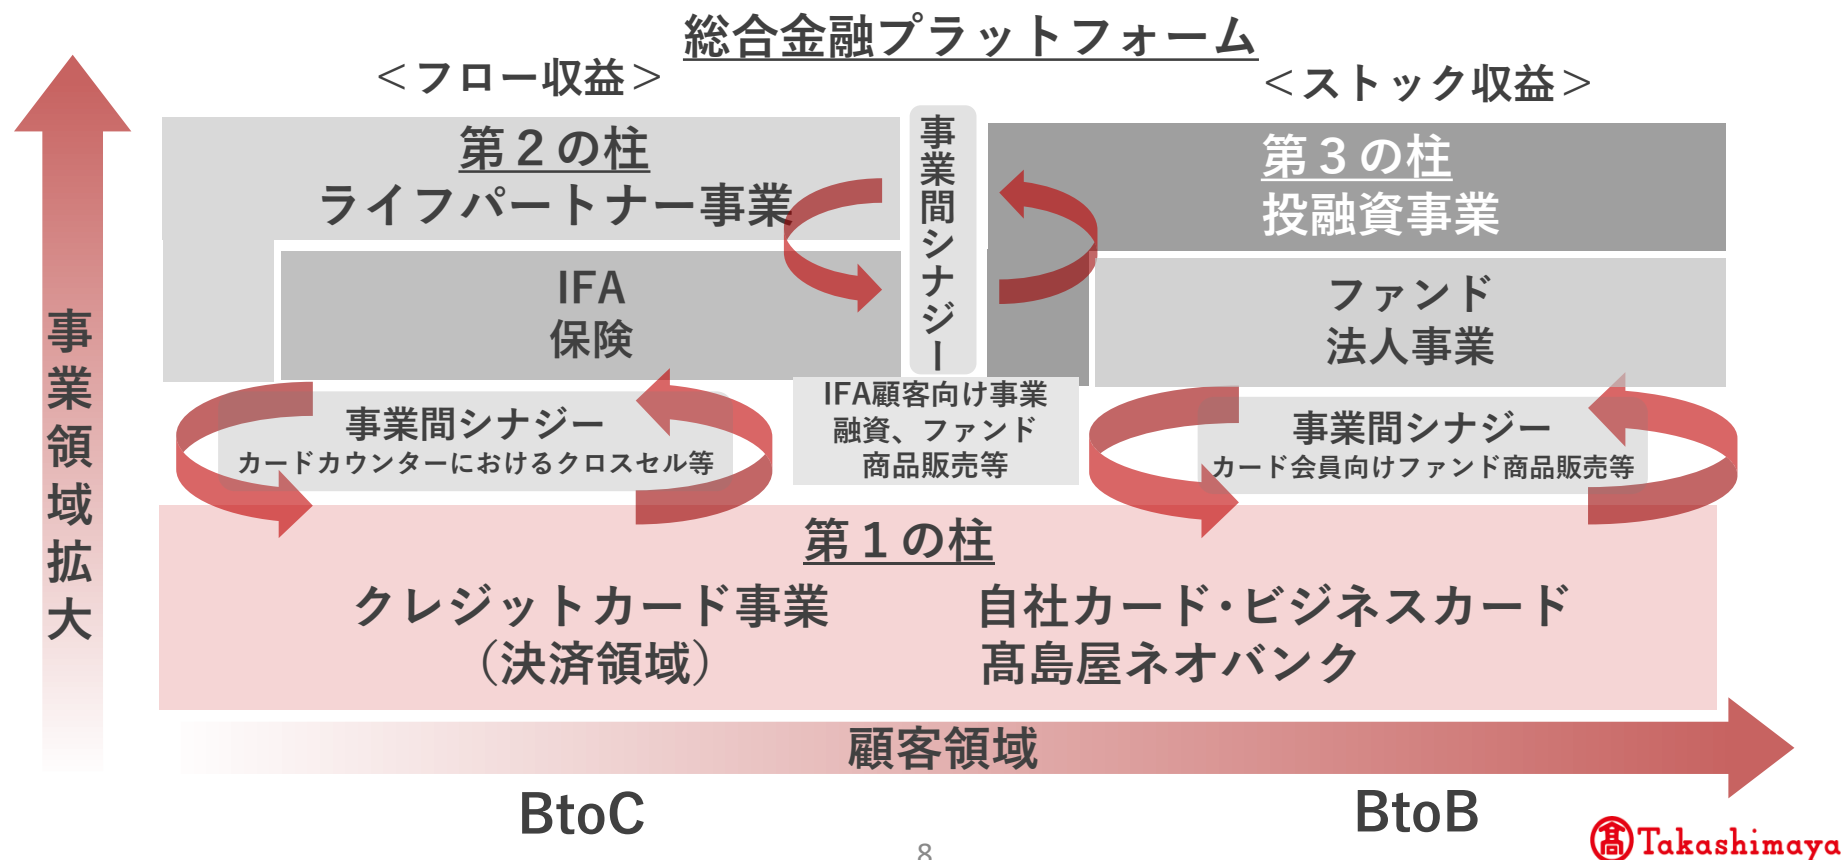 総合金融プラットフォーム
＜フロー収益＞
＜ストック収益＞
第２の柱
ライフパートナー事業
IFA
保険
事業間シナジー
第３の柱
投融資事業
ファンド
法人事業
事業間シナジー
カードカウンターにおけるクロスセル等
IFA顧客向け事業
融資、ファンド
商品販売等
事業間シナジー
カード会員向けファンド商品販売等
第１の柱
クレジットカード事業
（決済領域）
自社カード・ビジネスカード
髙島屋ネオバンク
事業領域拡大
顧客領域
BtoC
BtoB
8
髙 Takashimaya